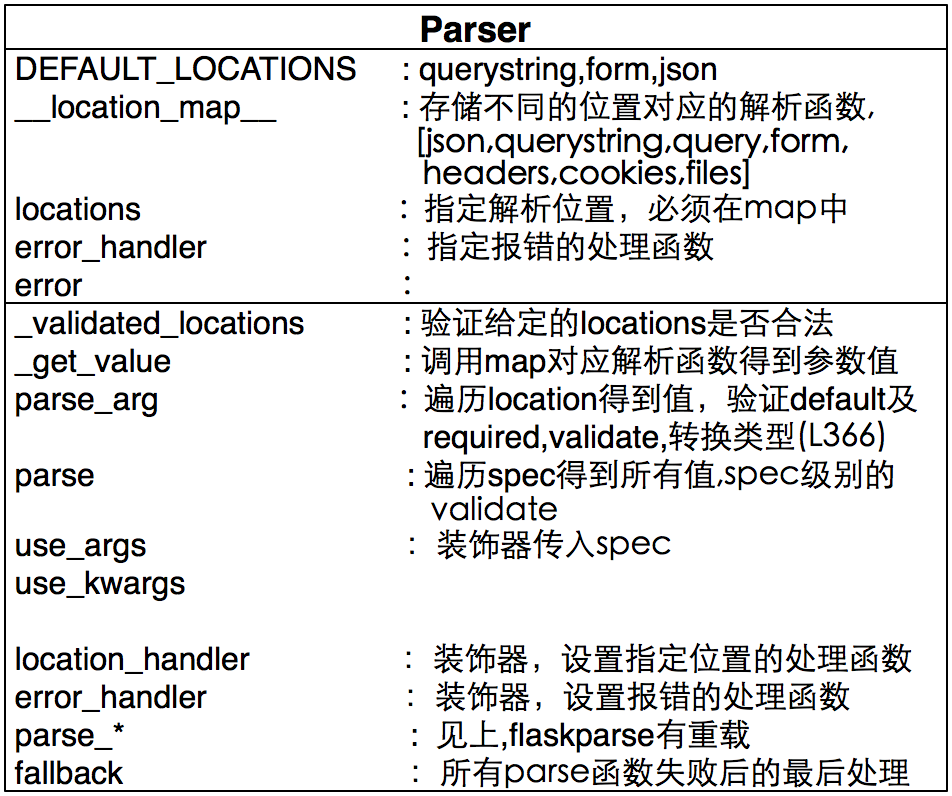 Parser
DEFAULT_LOCATIONS : querystring,form,json
__location_map__ : 存储不同的位置对应的解析函数,
[json,querystring,query,form,
headers,cookies,files]
locations : 指定解析位置，必须在map中
error_handler : 指定报错的处理函数
error :
_validated_locations : 验证给定的locations是否合法
_get_value : 调用map对应解析函数得到参数值
parse_arg : 遍历location得到值，验证default及
required,validate,转换类型(L366)
parse : 遍历spec得到所有值,spec级别的
validate
use_args : 装饰器传入spec
use_kwargs
location_handler : 装饰器，设置指定位置的处理函数
error_handler : 装饰器，设置报错的处理函数
parse_* : 见上,flaskparse有重载
fallback : 所有parse函数失败后的最后处理